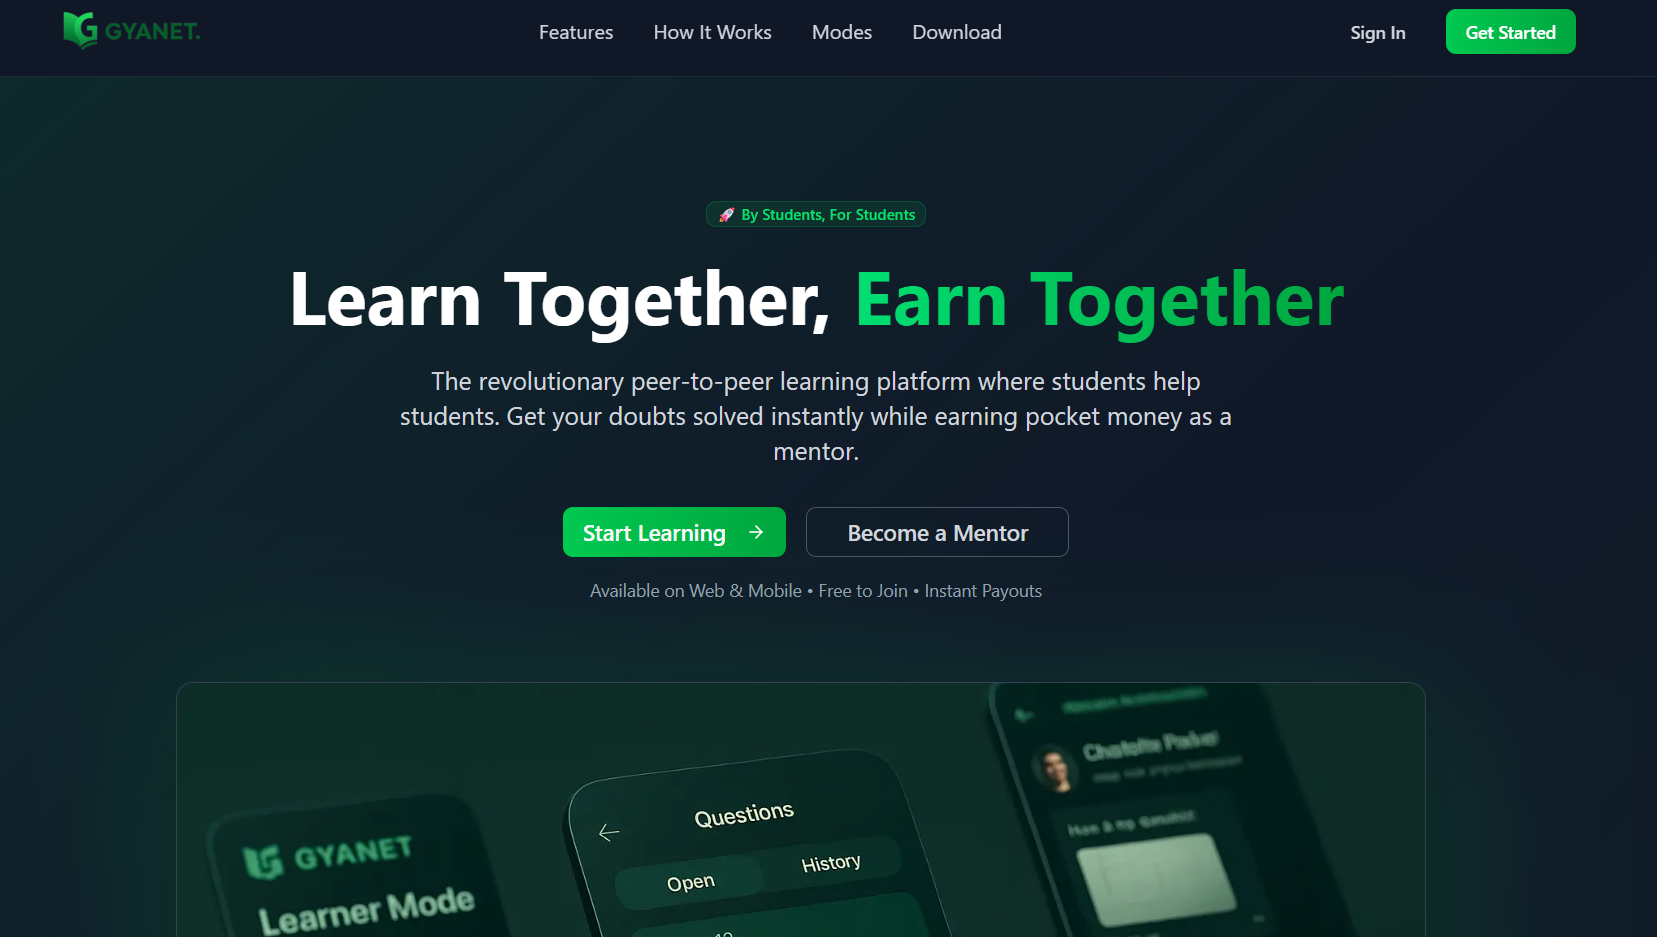 GYANET.
Features
How It Works
Modes
Download
Sign In
Get Started
🚀 By Students, For Students
Learn Together, Earn Together
The revolutionary peer-to-peer learning platform where students help
students. Get your doubts solved instantly while earning pocket money as a
mentor.
Start Learning →
Become a Mentor
Available on Web & Mobile • Free to Join • Instant Payouts
GYANET
Learner Mode
Questions
Open
History